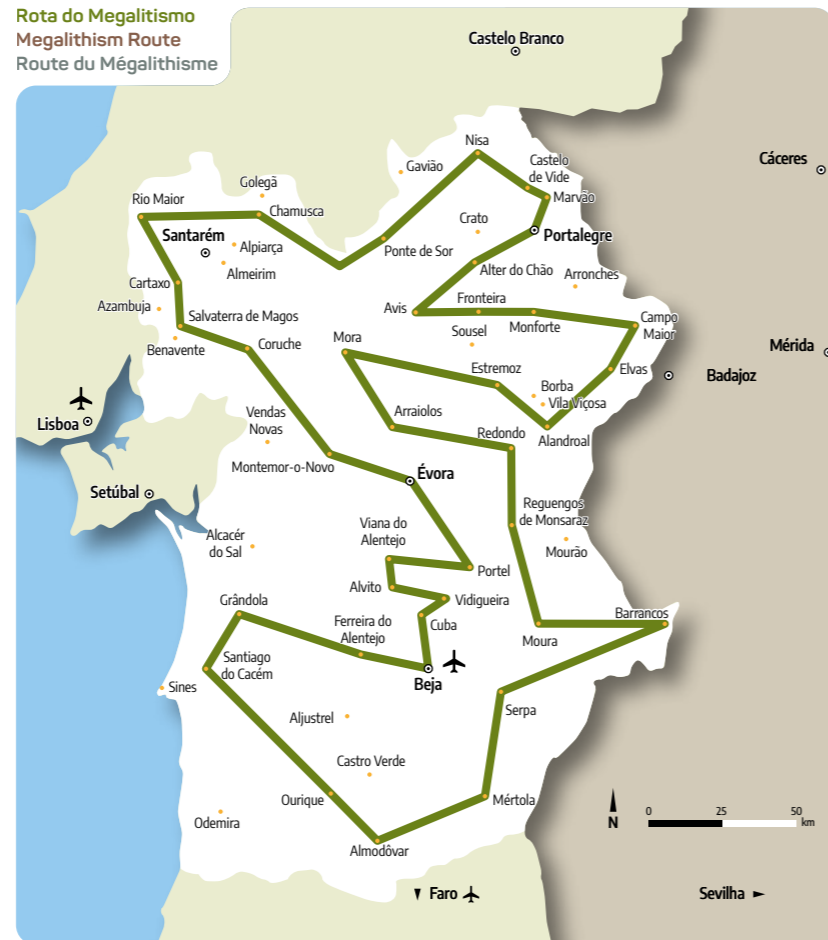 Rota do Megalitismo
Megalithism Route
Route du Mégalithisme
Castelo Branco
Nisa
Gavião
Castelo
de Vide
Cáceres
Golegã
Marvão
Rio Maior
Chamusca
Crato
Santarém
Alpiarça
Ponte de Sor
Portalegre
Almeirim
Alter do Chão
Arronches
Cartaxo
Azambuja
Avis
Fronteira
Salvaterra de Magos
Monforte
Campo
Maior
Mora
Sousel
Benavente
Coruche
Mérida
Estremoz
Elvas
Badajoz
Borba
Vila Viçosa
Lisboa
Vendas
Novas
Arraiolos
Redondo
Alandroal
Montemor-o-Novo
Évora
Setúbal
Reguengos
de Monsaraz
Viana do
Alentejo
Alcacér
do Sal
Mourão
Portel
Alvito
Vidigueira
Grândola
Barrancos
Ferreira do
Alentejo
Cuba
Moura
Santiago
do Cacém
Beja
Sines
Serpa
Aljustrel
Castro Verde
Ourique
Mértola
Odemira
N
0 25 50
km
Almodôvar
Faro
Sevilha